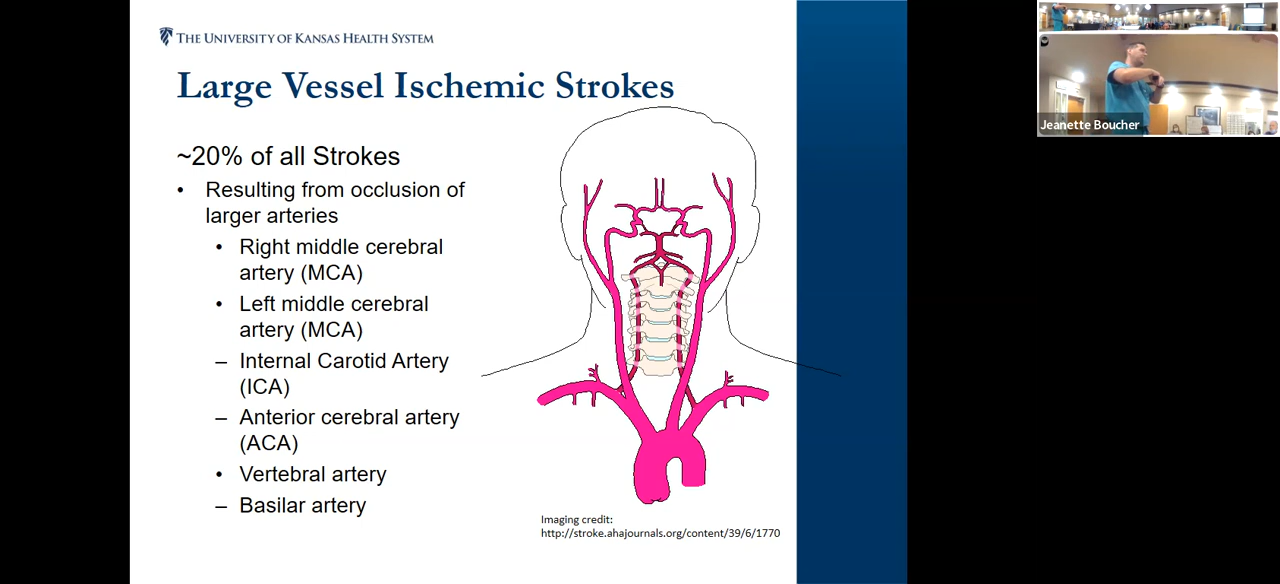 THE UNIVERSITY OF KANSAS HEALTH SYSTEM
Large Vessel Ischemic Strokes
~20% of all Strokes
• Resulting from occlusion of
larger arteries
• Right middle cerebral
artery (MCA)
• Left middle cerebral
artery (MCA)
– Internal Carotid Artery
(ICA)
– Anterior cerebral artery
(ACA)
• Vertebral artery
– Basilar artery
Imaging credit:
http://stroke.ahajournals.org/content/39/6/1770
Jeanette Boucher